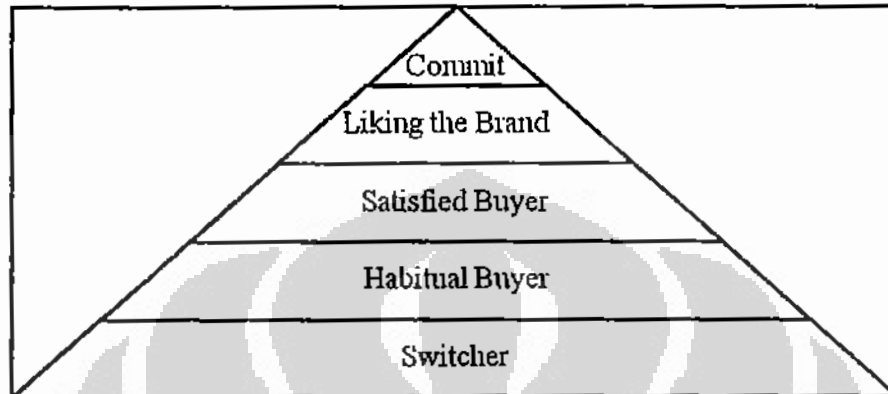 Commit
Liking the Brand
Satisfied Buyer
Habitual Buyer
Switcher